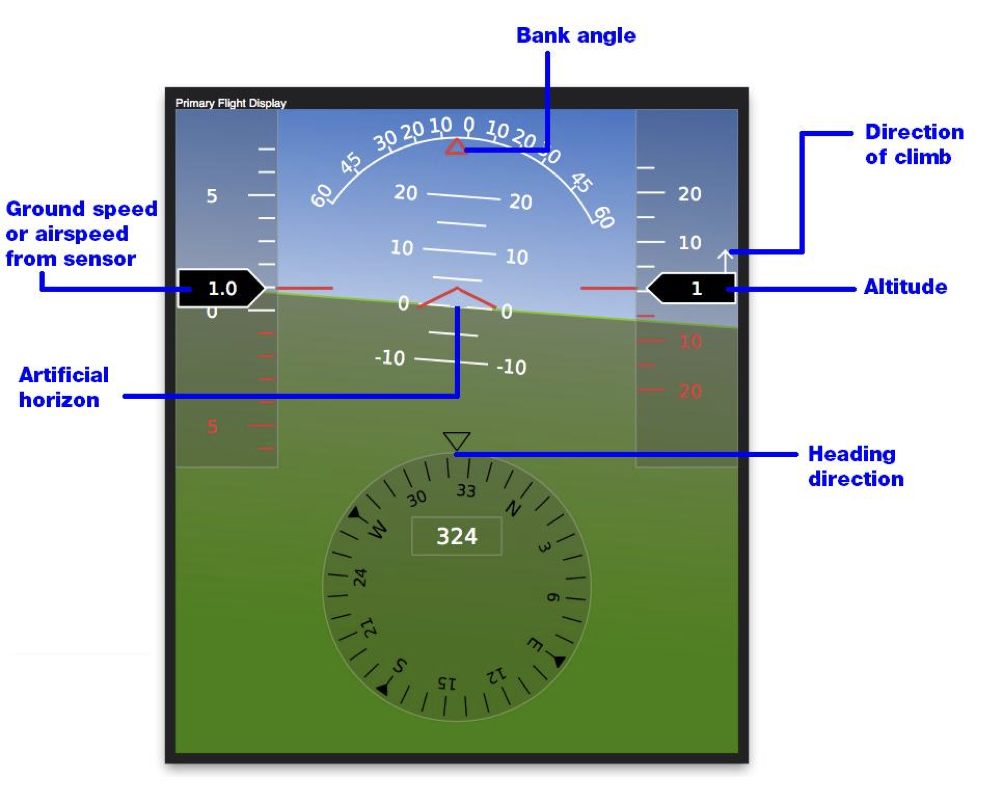 Bank angle
Primary Flight Display
Direction
of climb
Ground speed
or airspeed
from sensor
60 45 30 20 10 0 10 20 30 45 60
5
20 20
20
10 10
10
1.0
1
Altitude
0
0 0
-10 -10
10
20
Artificial
horizon
5
Heading
direction
30 33 N
W 324 3
24 6
21 E
S 15 12